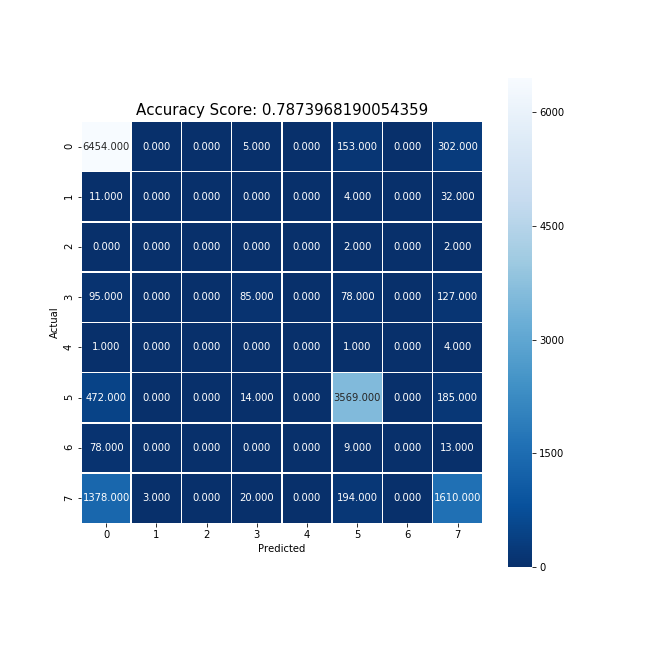 Accuracy Score: 0.7873968190054359
0 6454.000 0.000 0.000 5.000 0.000 153.000 0.000 302.000
1 11.000 0.000 0.000 0.000 0.000 4.000 0.000 32.000
2 0.000 0.000 0.000 0.000 0.000 2.000 0.000 2.000
3 95.000 0.000 0.000 85.000 0.000 78.000 0.000 127.000
4 1.000 0.000 0.000 0.000 0.000 1.000 0.000 4.000
5 472.000 0.000 0.000 14.000 0.000 3569.000 0.000 185.000
6 78.000 0.000 0.000 0.000 0.000 9.000 0.000 13.000
7 1378.000 3.000 0.000 20.000 0.000 194.000 0.000 1610.000
0 1 2 3 4 5 6 7
Predicted
Actual
6000
4500
3000
1500
0